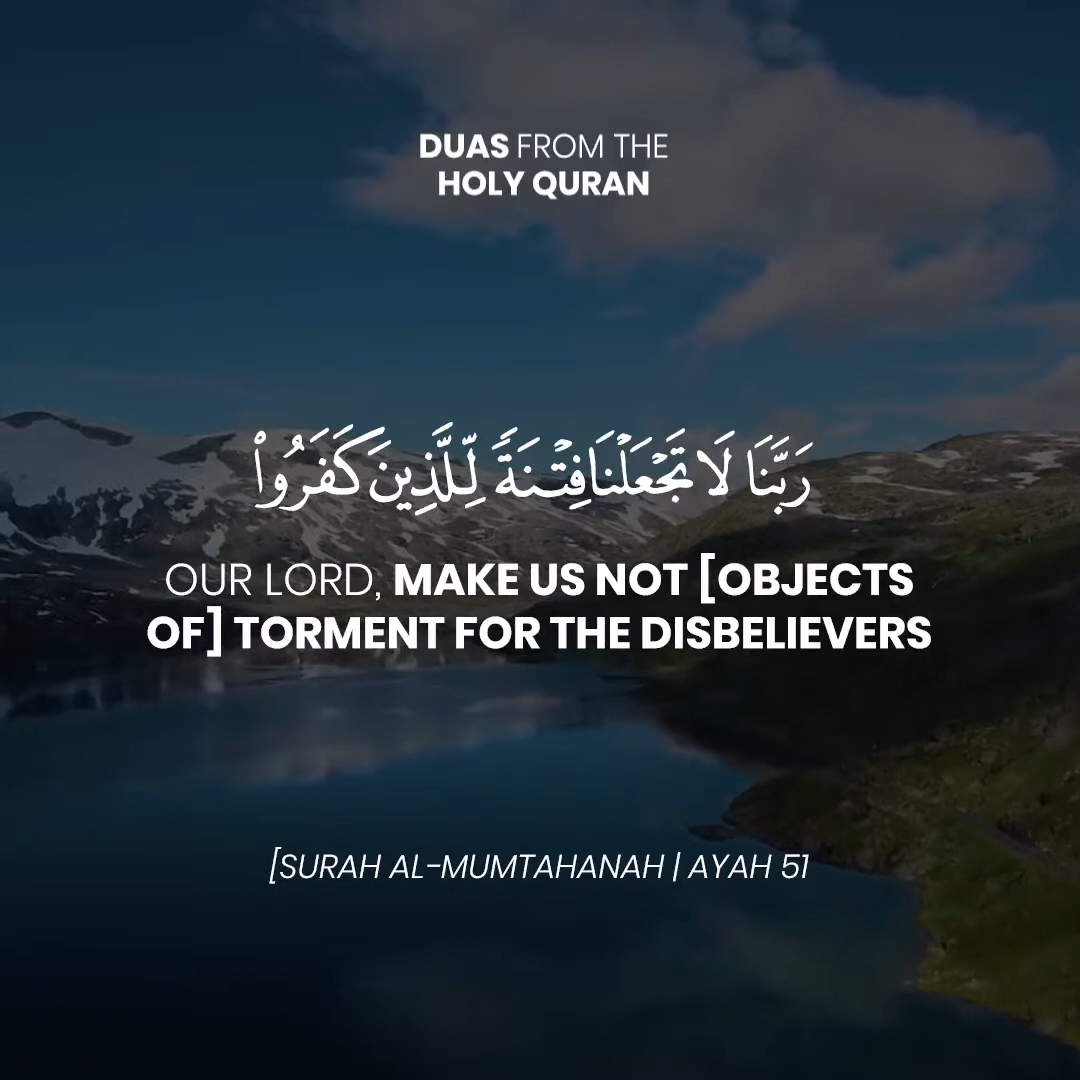 DUAS FROM THE
HOLY QURAN
رَبَّنَا لَا تَجْعَلْنَا فِتْنَةً لِّلَّذِينَ كَفَرُوا۟
OUR LORD, MAKE US NOT [OBJECTS
OF] TORMENT FOR THE DISBELIEVERS
[SURAH AL-MUMTAHANAH | AYAH 51